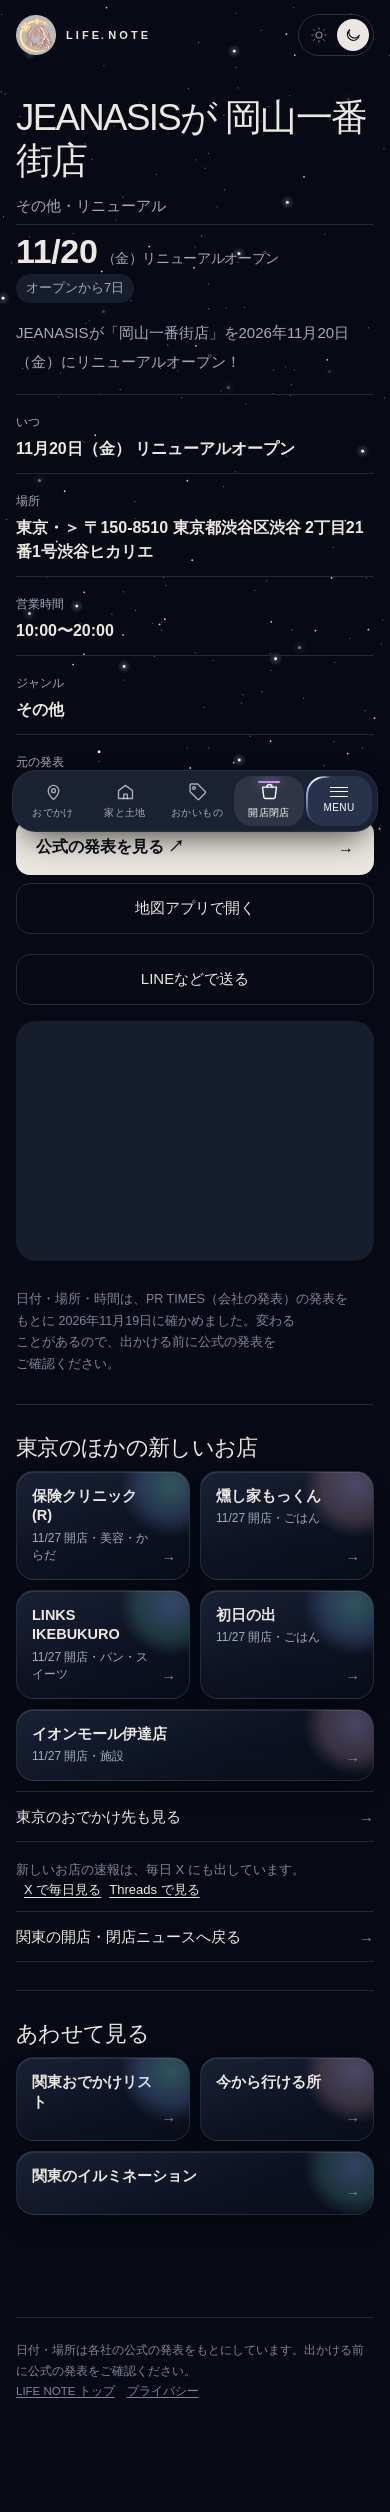 LIFE.NOTE
JEANASISが 岡山一番
街店
その他・リニューアル
11/20 （金）リニューアルオープン
オープンから7日
JEANASISが「岡山一番街店」を2026年11月20日
（金）にリニューアルオープン！
いつ
11月20日（金） リニューアルオープン
場所
東京・＞〒150-8510 東京都渋谷区渋谷 2丁目21
番1号渋谷ヒカリエ
営業時間
10:00〜20:00
ジャンル
その他
元の発表
おでかけ
家と土地
おかいもの
開店閉店
MENU
公式の発表を見る ↗ →
地図アプリで開く
LINEなどで送る
日付・場所・時間は、PR TIMES（会社の発表）の発表を
もとに 2026年11月19日に確かめました。変わる
ことがあるので、出かける前に公式の発表を
ご確認ください。
東京のほかの新しいお店
保険クリニック
(R)
11/27 開店・美容・か
らだ →
燻し家もっくん
11/27 開店・ごはん
→
LINKS
IKEBUKURO
11/27 開店・パン・ス
イーツ →
初日の出
11/27 開店・ごはん
→
イオンモール伊達店
11/27 開店・施設 →
東京のおでかけ先も見る →
新しいお店の速報は、毎日 X にも出しています。
X で毎日見る Threads で見る
関東の開店・閉店ニュースへ戻る →
あわせて見る
関東おでかけリス
ト →
今から行ける所
→
関東のイルミネーション
→
日付・場所は各社の公式の発表をもとにしています。出かける前
に公式の発表をご確認ください。
LIFE NOTE トップ プライバシー